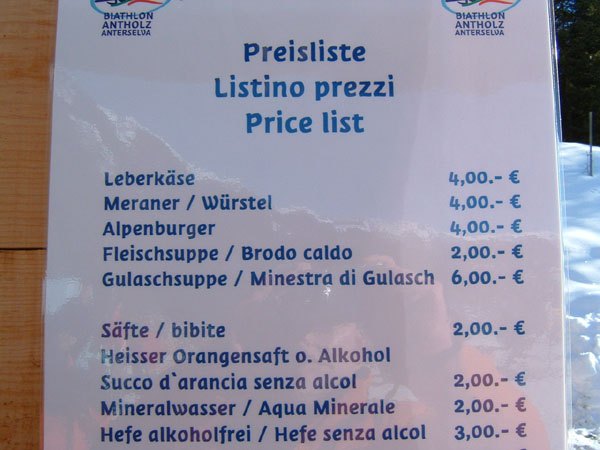 BIATHLON BIATHLON
ANTHOLZ ANTHOLZ
ANTERSELVA ANTERSELVA
Preisliste
Listino prezzi
Price list
Leberkäse 4,00.- €
Meraner / Würstel 4,00.- €
Alpenburger 4,00.- €
Fleischsuppe / Brodo caldo 2,00.- €
Gulaschsuppe / Minestra di Gulasch 6,00.- €
Säfte / bibite 2,00.- €
Heisser Orangensaft o. Alkohol
Succo d`arancia senza alcol 2,00.- €
Mineralwasser / Aqua Minerale 2,00.- €
Hefe alkoholfrei / Hefe senza alcol 3,00.- €